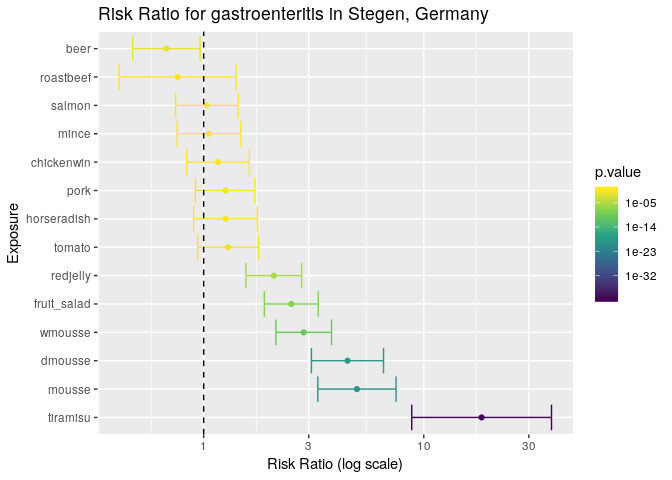 Risk Ratio for gastroenteritis in Stegen, Germany
beer
roastbeef
salmon
mince
chickenwin
pork
horseradish
tomato
redjelly
fruit_salad
wmousse
dmousse
mousse
tiramisu
Exposure
1 3 10 30
Risk Ratio (log scale)
p.value
1e-05
1e-14
1e-23
1e-32